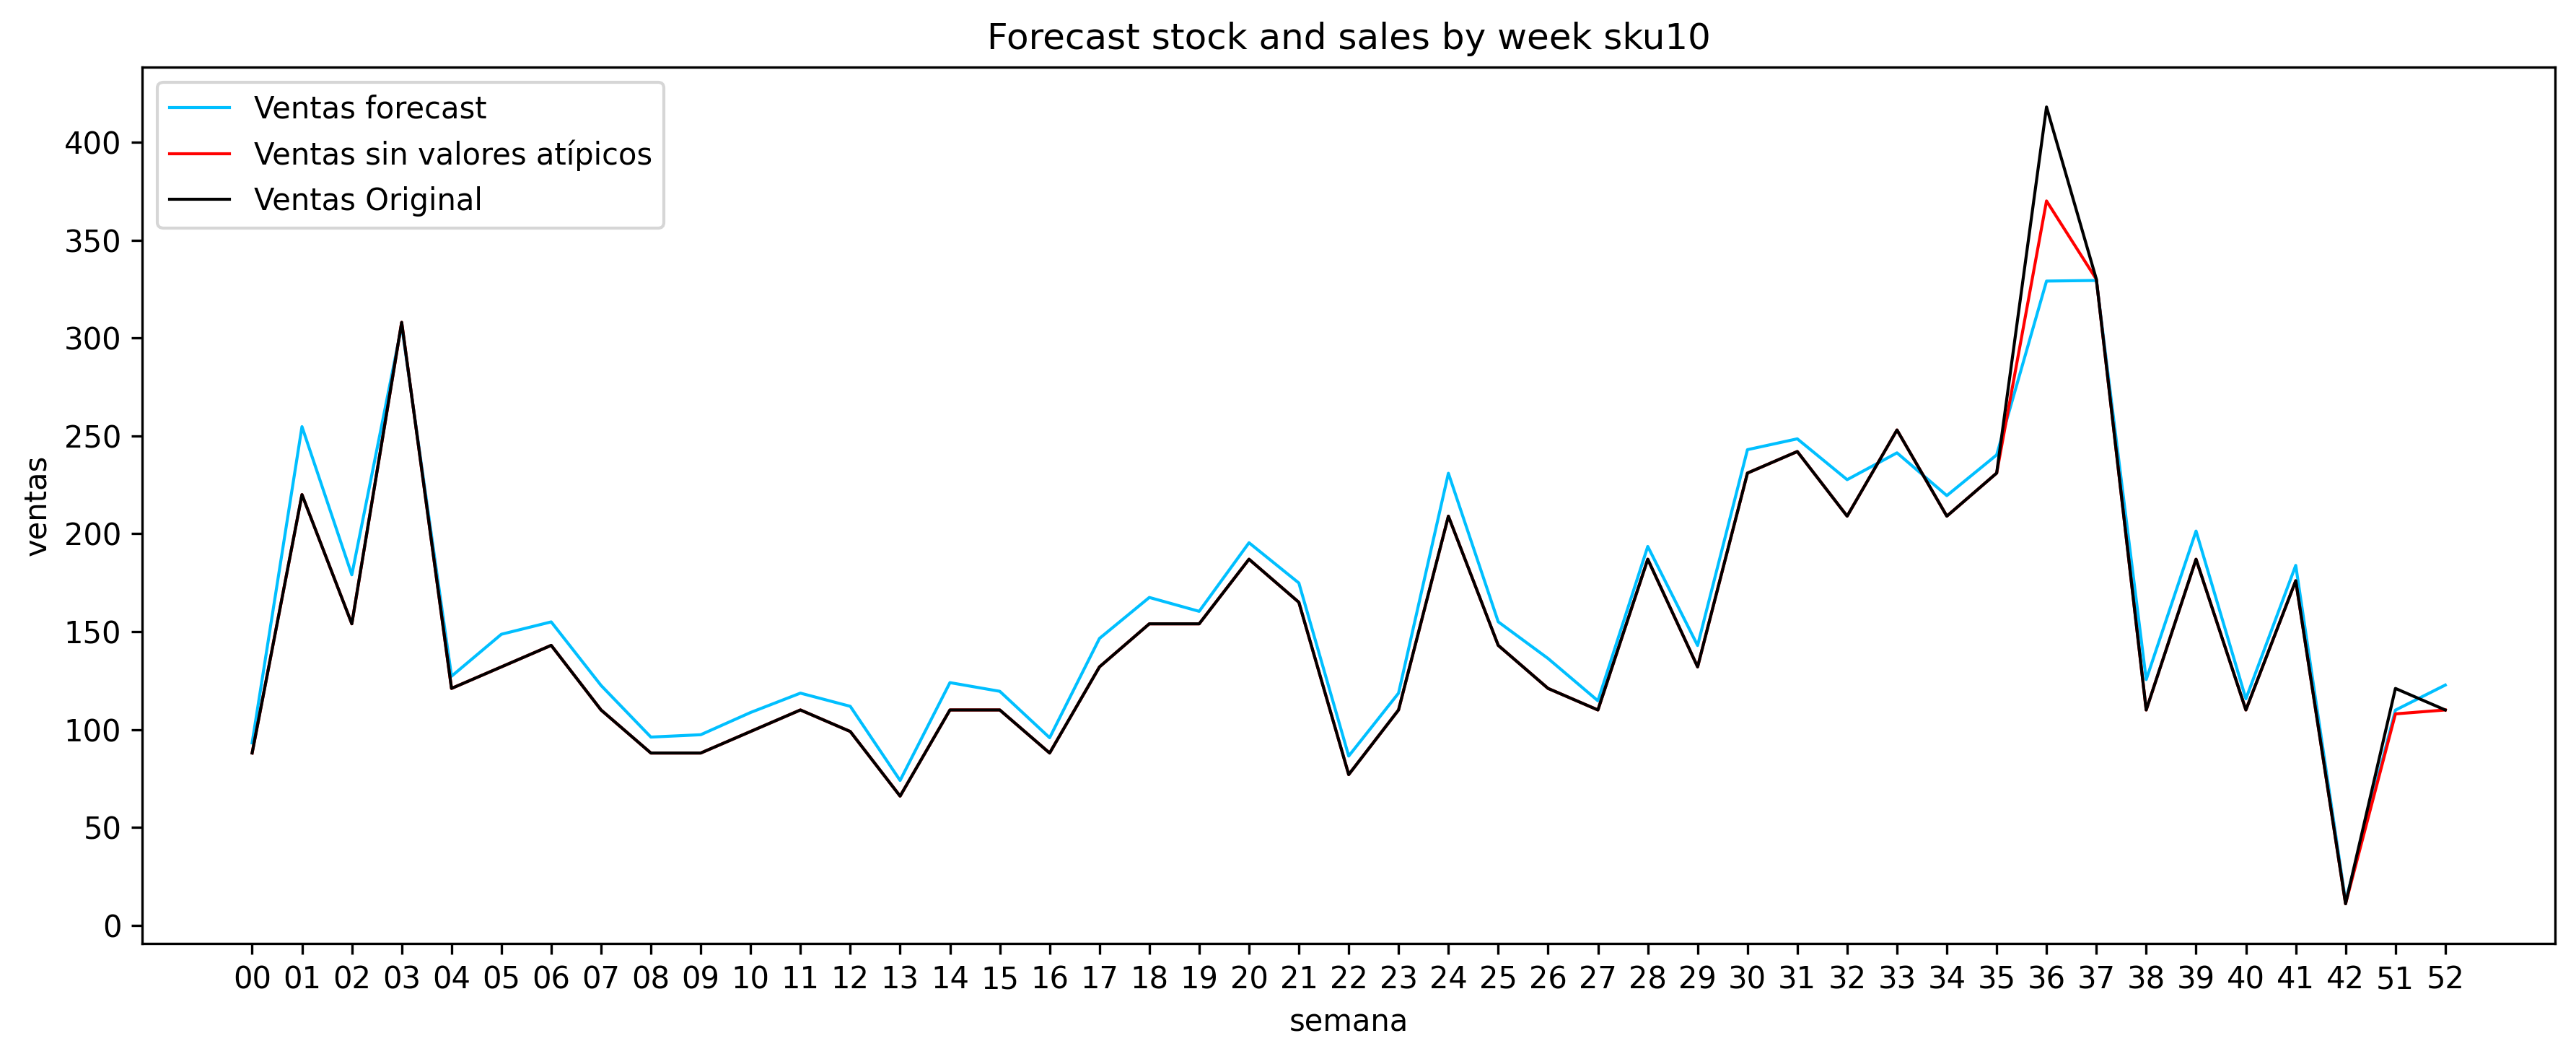 Forecast stock and sales by week sku10
Ventas forecast
Ventas sin valores atípicos
Ventas Original
400
350
300
250
200
150
100
50
0
ventas
00 01 02 03 04 05 06 07 08 09 10 11 12 13 14 15 16 17 18 19 20 21 22 23 24 25 26 27 28 29 30 31 32 33 34 35 36 37 38 39 40 41 42 51 52
semana